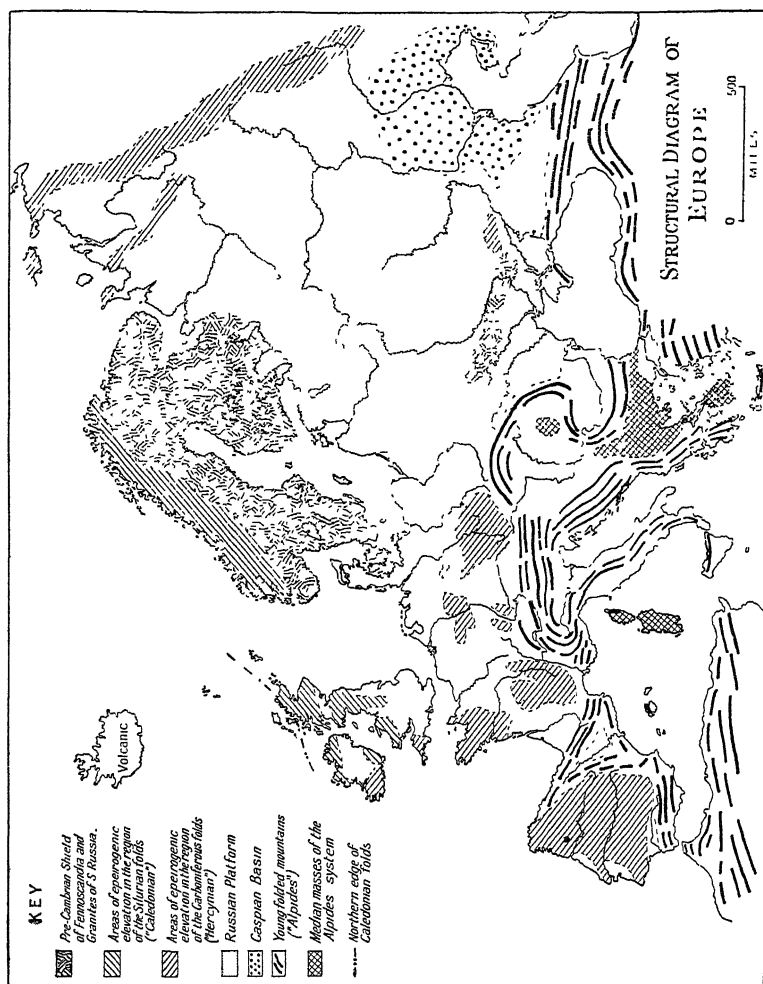 KEY
Pre-Cambrian Shield
of Fennoscandia and
Granites of S Russia.
Areas of epeirogenic
elevation in the region
of the Silurian folds
("Caledonian")
Areas of epeirogenic
elevation in the region
of the Carboniferous folds
("Hercynian")
Russian Platform
Caspian Basin
Young folded mountains
("Alpides")
Median masses of the
Alpides system
Northern edge of
Caledonian folds
Volcanic
STRUCTURAL DIAGRAM OF
EUROPE
0 500
MILES